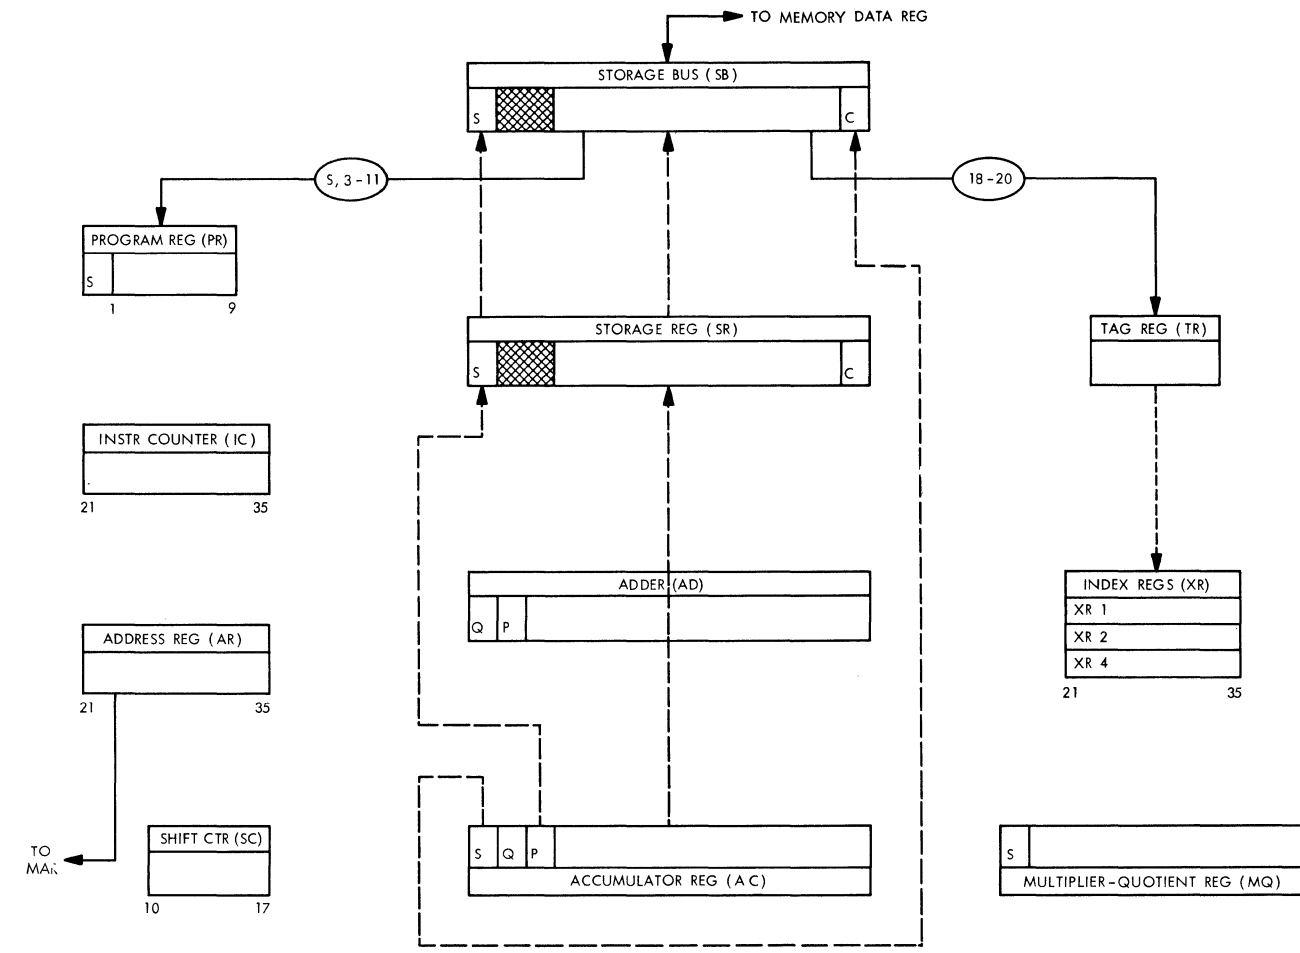 TO MEMORY DATA REG
STORAGE BUS (SB)
S
C
S, 3-11
18-20
PROGRAM REG (PR)
S
1
9
STORAGE REG (SR)
S
C
TAG REG (TR)
INSTR COUNTER (IC)
21
35
ADDER (AD)
Q
P
INDEX REGS (XR)
XR 1
XR 2
XR 4
21
35
ADDRESS REG (AR)
21
35
SHIFT CTR (SC)
10
17
TO
S
Q
P
ACCUMULATOR REG (AC)
S
MULTIPLIER-QUOTIENT REG (MQ)